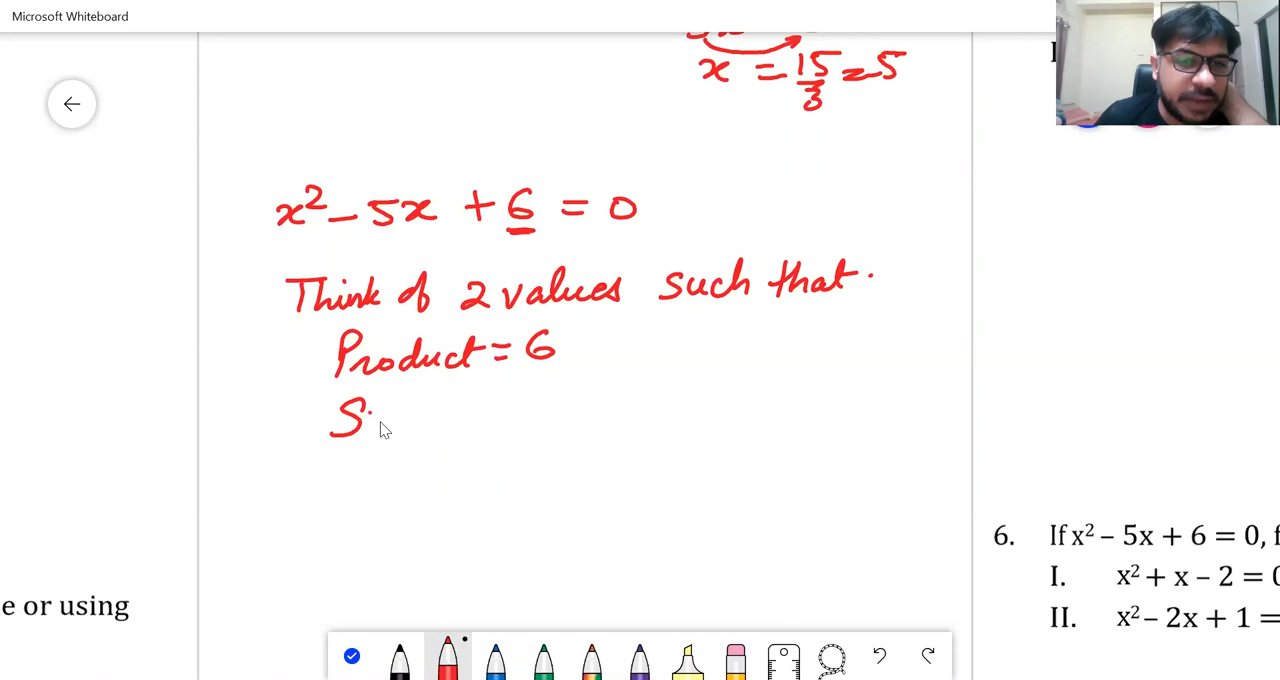 Microsoft Whiteboard
x = 15/3 = 5
x² – 5x + 6 = 0
Think of 2 values such that.
Product = 6
S
e or using
6. If x² – 5x + 6 = 0, f
I. x² + x – 2 = 0
II. x² – 2x + 1 =